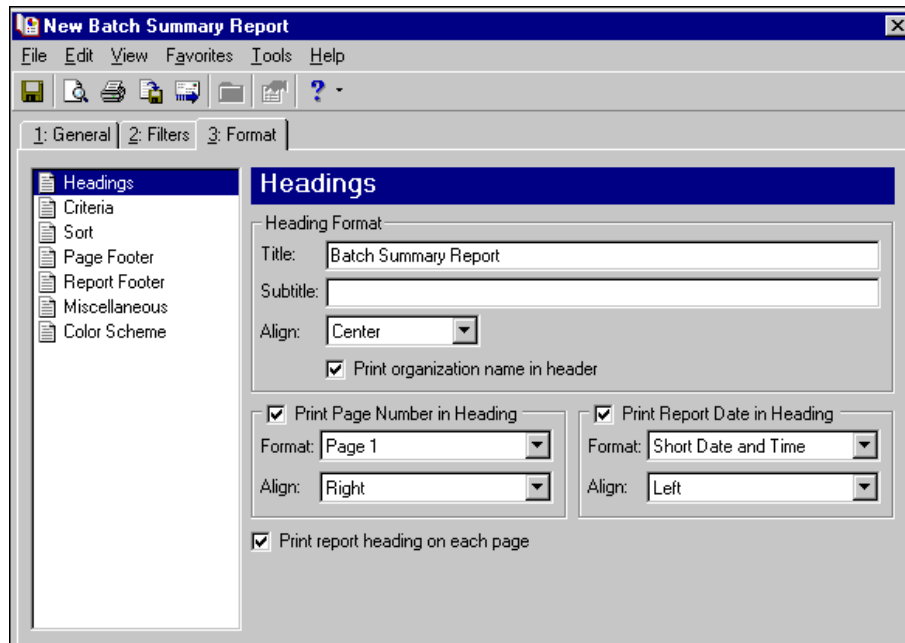 New Batch Summary Report
File Edit View Favorites Tools Help
1: General 2: Filters 3: Format
Headings
Criteria
Sort
Page Footer
Report Footer
Miscellaneous
Color Scheme
Headings
Heading Format
Title: Batch Summary Report
Subtitle:
Align: Center
Print organization name in header
Print Page Number in Heading
Format: Page 1
Align: Right
Print Report Date in Heading
Format: Short Date and Time
Align: Left
Print report heading on each page